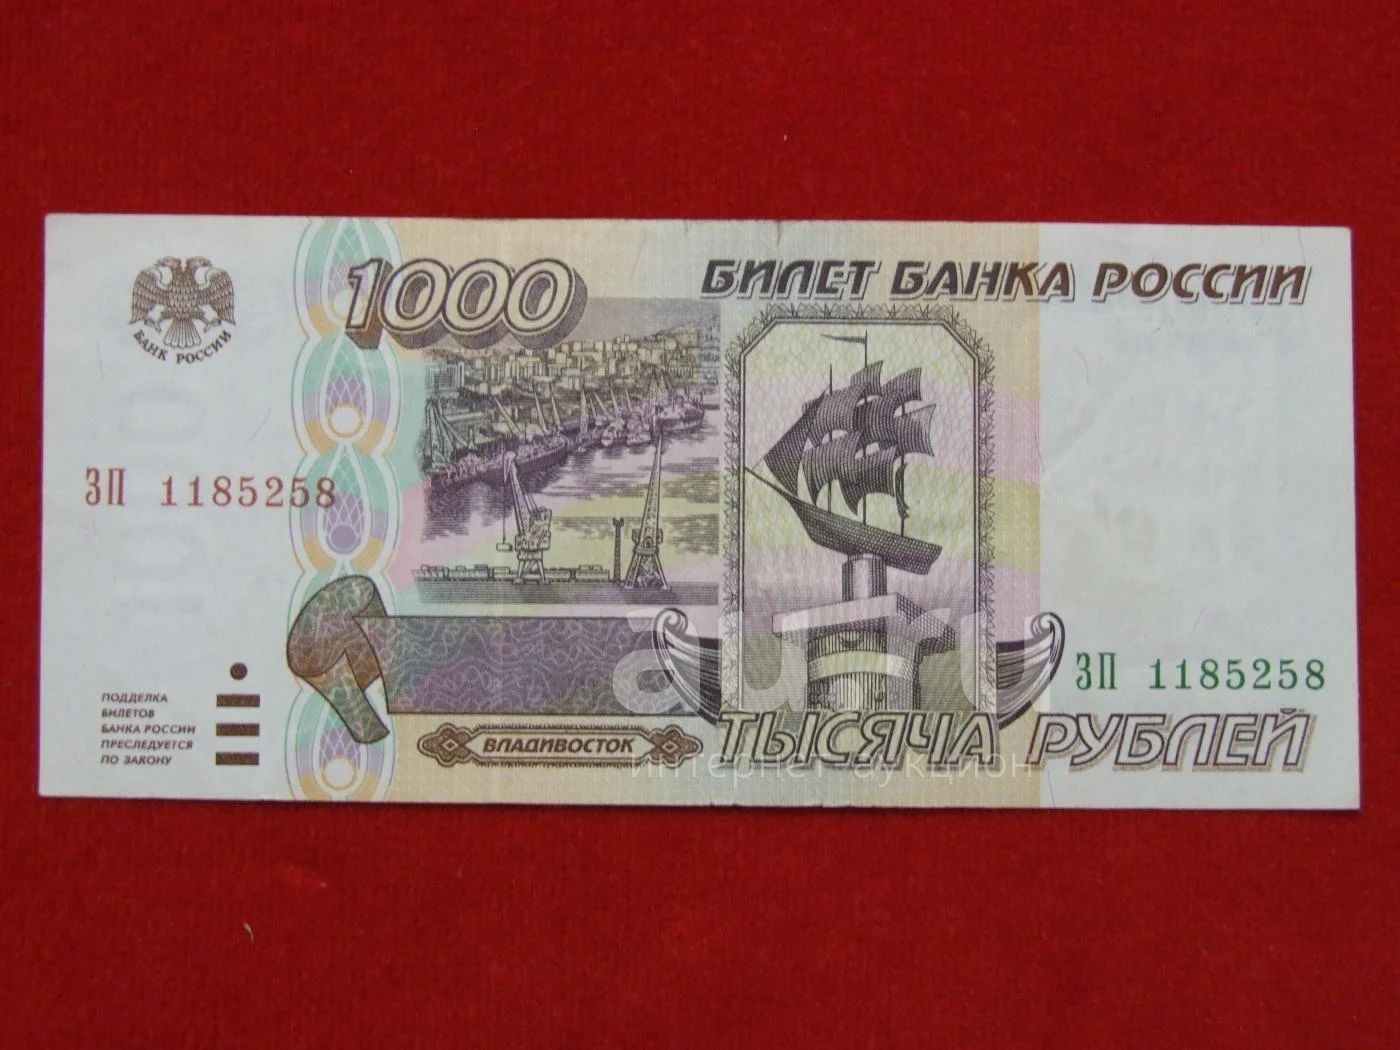 1000
БИЛЕТ БАНКА РОССИИ
БАНК РОССИИ
ЗП 1185258
ЗП 1185258
ПОДДЕЛКА
БИЛЕТОВ
БАНКА РОССИИ
ПРЕСЛЕДУЕТСЯ
ПО ЗАКОНУ
ВЛАДИВОСТОК
ТЫСЯЧА РУБЛЕЙ
au.ru
интернет аукцион
1000